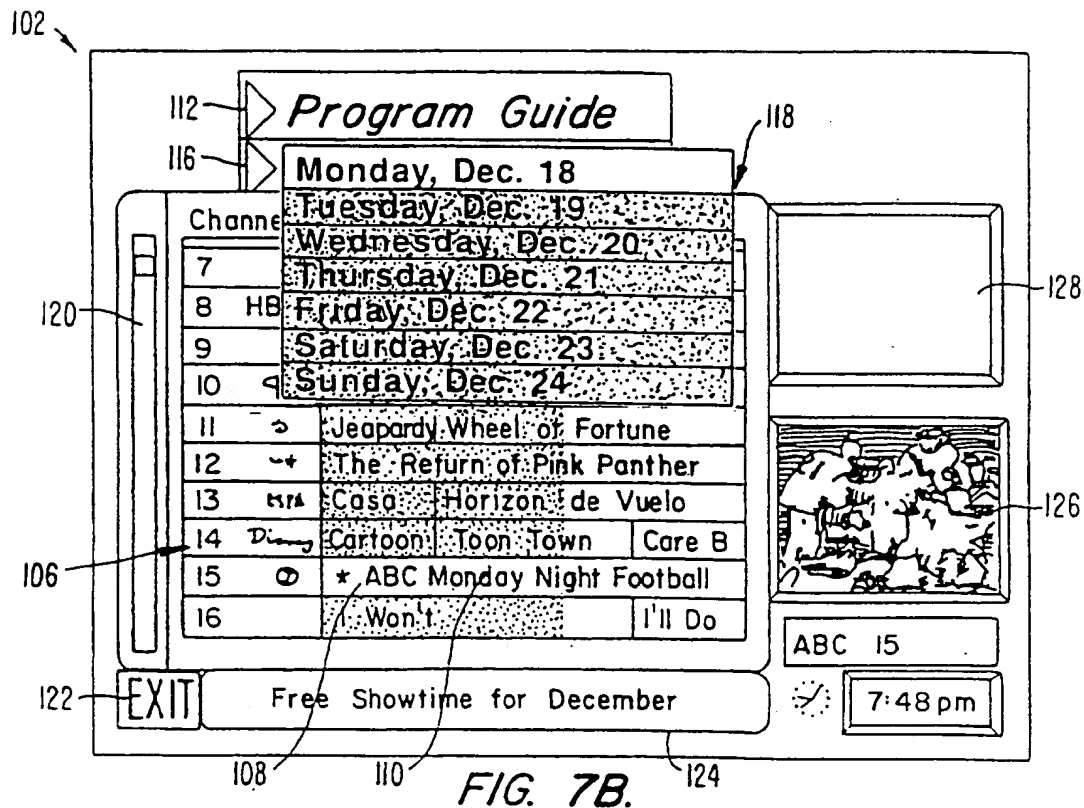 102
112
Program Guide
118
116
Monday, Dec. 18
Tuesday, Dec. 19
Wednesday, Dec. 20
Thursday, Dec. 21
Friday, Dec. 22
Saturday, Dec. 23
Sunday, Dec. 24
Channe
7
8 HB
9
10
120
128
11 Jeapardy Wheel of Fortune
12 The Return of Pink Panther
13 Casa Horizon de Vuelo
14 Disney Cartoon Toon Town Care B
15 * ABC Monday Night Football
16 I Won't I'll Do
106
126
ABC 15
122
EXIT
Free Showtime for December
7:48 pm
108
110
124
FIG. 7B.